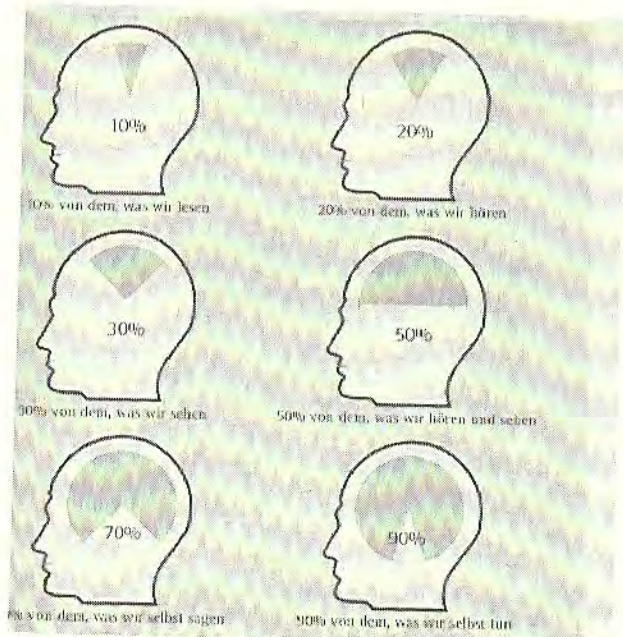 10%
20%
10% von dem, was wir lesen
20% von dem, was wir hören
30%
50%
30% von dem, was wir sehen
50% von dem, was wir hören und sehen
70%
90%
% von dem, was wir selbst sagen
90% von dem, was wir selbst tun